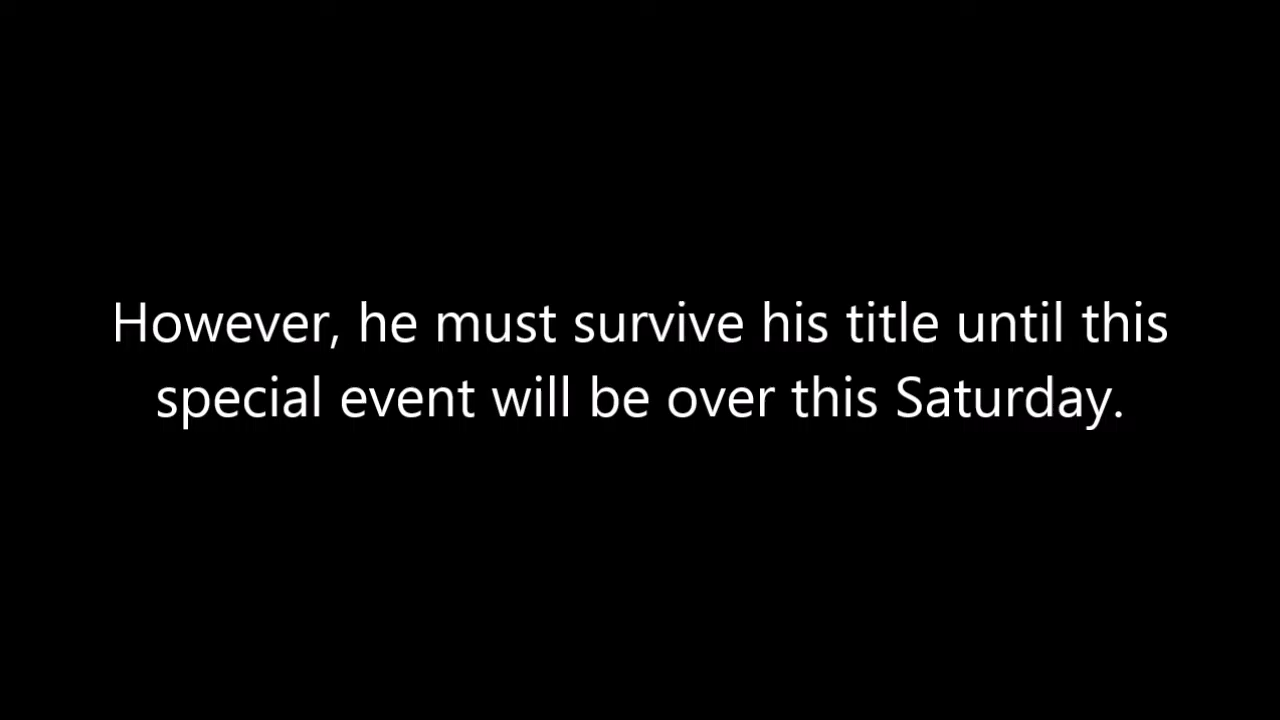 However, he must survive his title until this
special event will be over this Saturday.